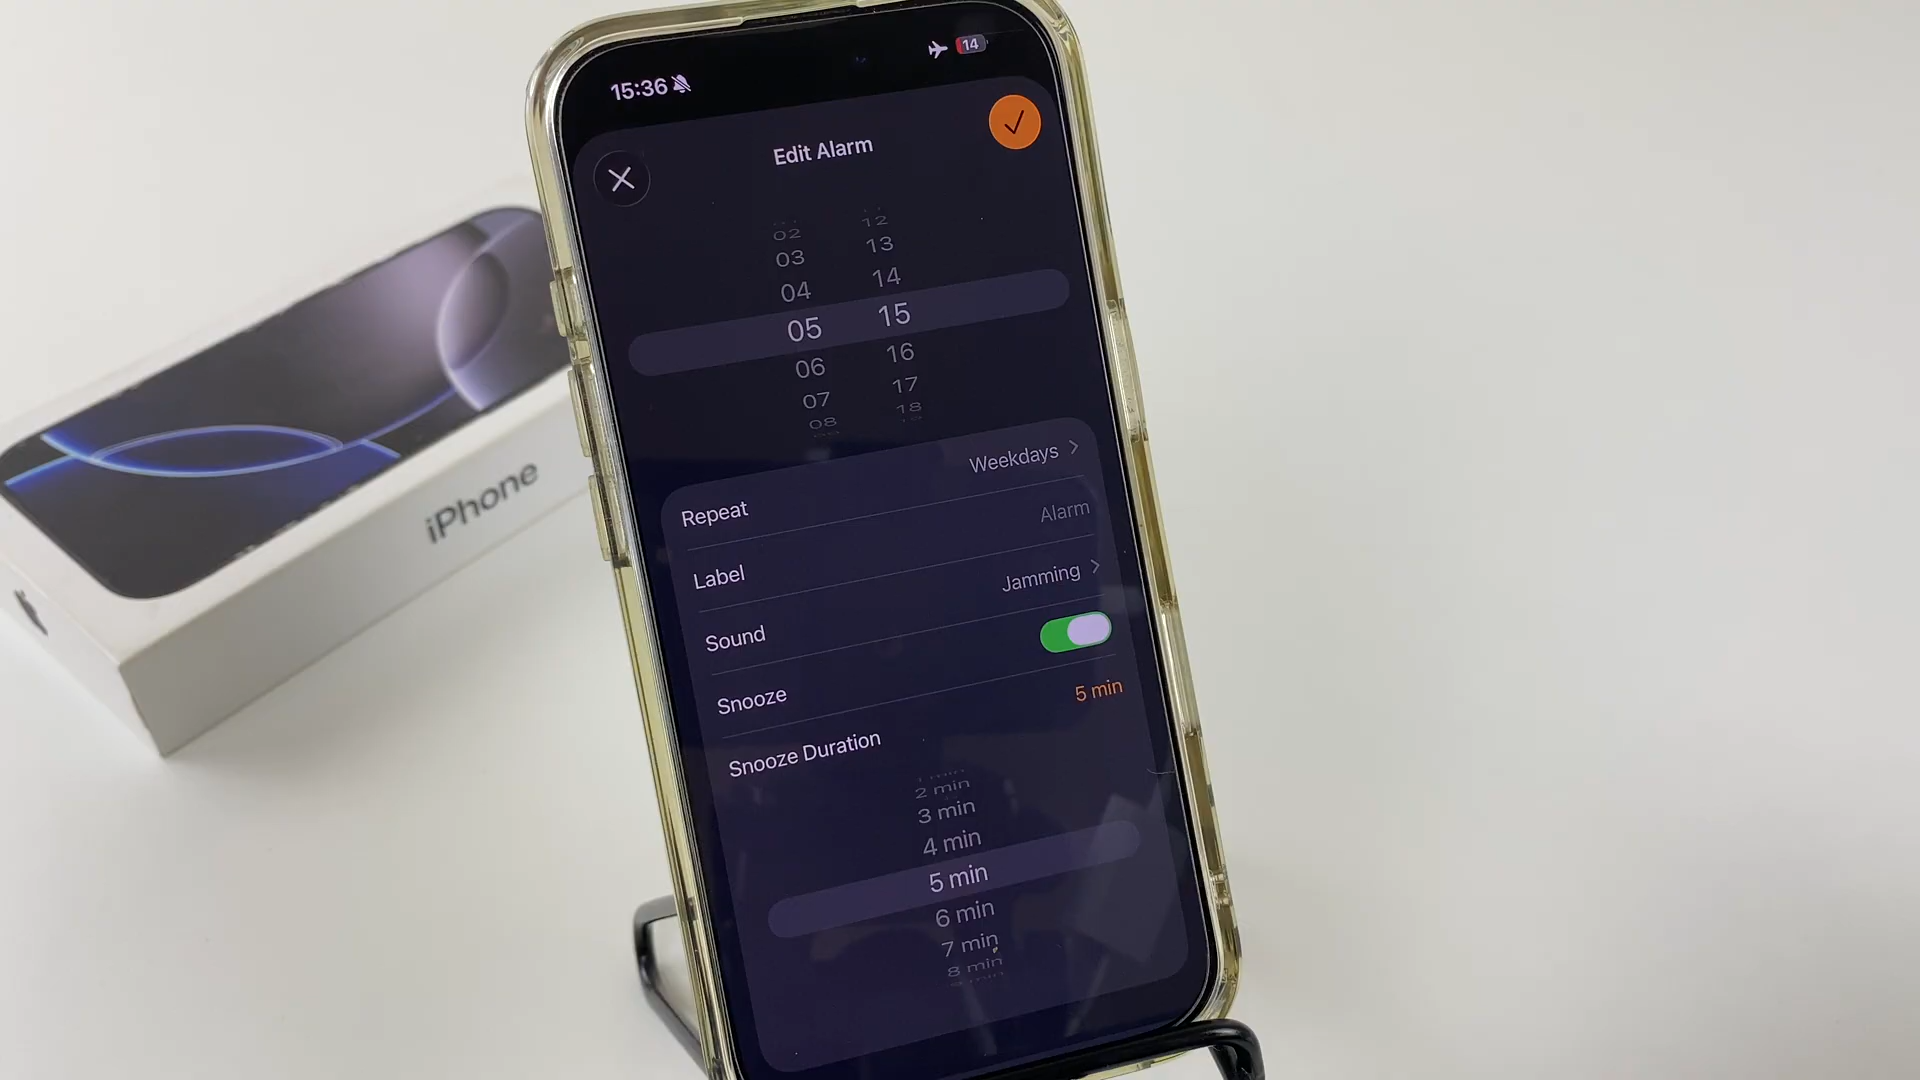 15:36
14
Edit Alarm
02 12
03 13
04 14
05 15
06 16
07 17
08 18
Repeat Weekdays
Label Alarm
Sound Jamming
Snooze
Snooze Duration 5 min
2 min
3 min
4 min
5 min
6 min
7 min
8 min
iPhone